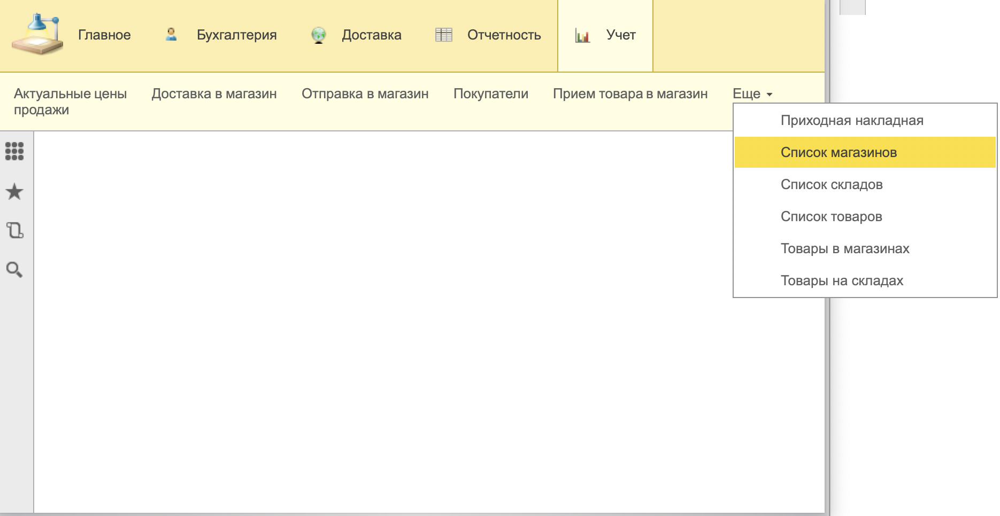 Главное
Бухгалтерия
Доставка
Отчетность
Учет
Актуальные цены
продажи
Доставка в магазин
Отправка в магазин
Покупатели
Прием товара в магазин
Еще
Приходная накладная
Список магазинов
Список складов
Список товаров
Товары в магазинах
Товары на складах